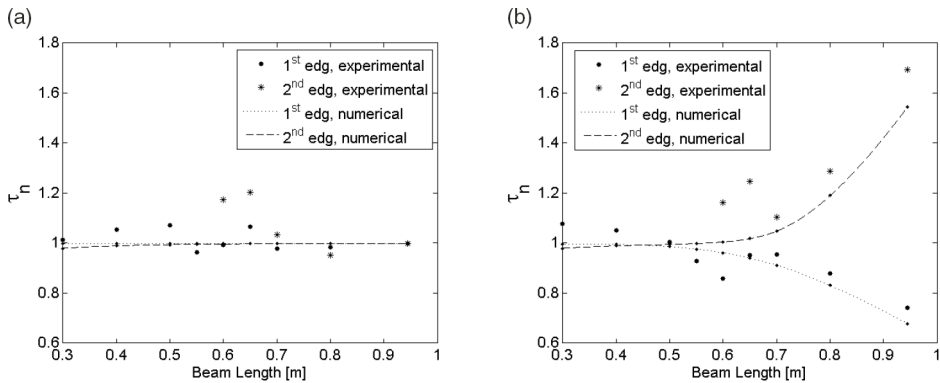 (a)
1.8
1.6
1.4
1.2
1
0.8
0.6
τn
0.3 0.4 0.5 0.6 0.7 0.8 0.9 1
Beam Length [m]
1st edg, experimental
2nd edg, experimental
1st edg, numerical
2nd edg, numerical
(b)
1.8
1.6
1.4
1.2
1
0.8
0.6
τn
0.3 0.4 0.5 0.6 0.7 0.8 0.9 1
Beam Length [m]
1st edg, experimental
2nd edg, experimental
1st edg, numerical
2nd edg, numerical